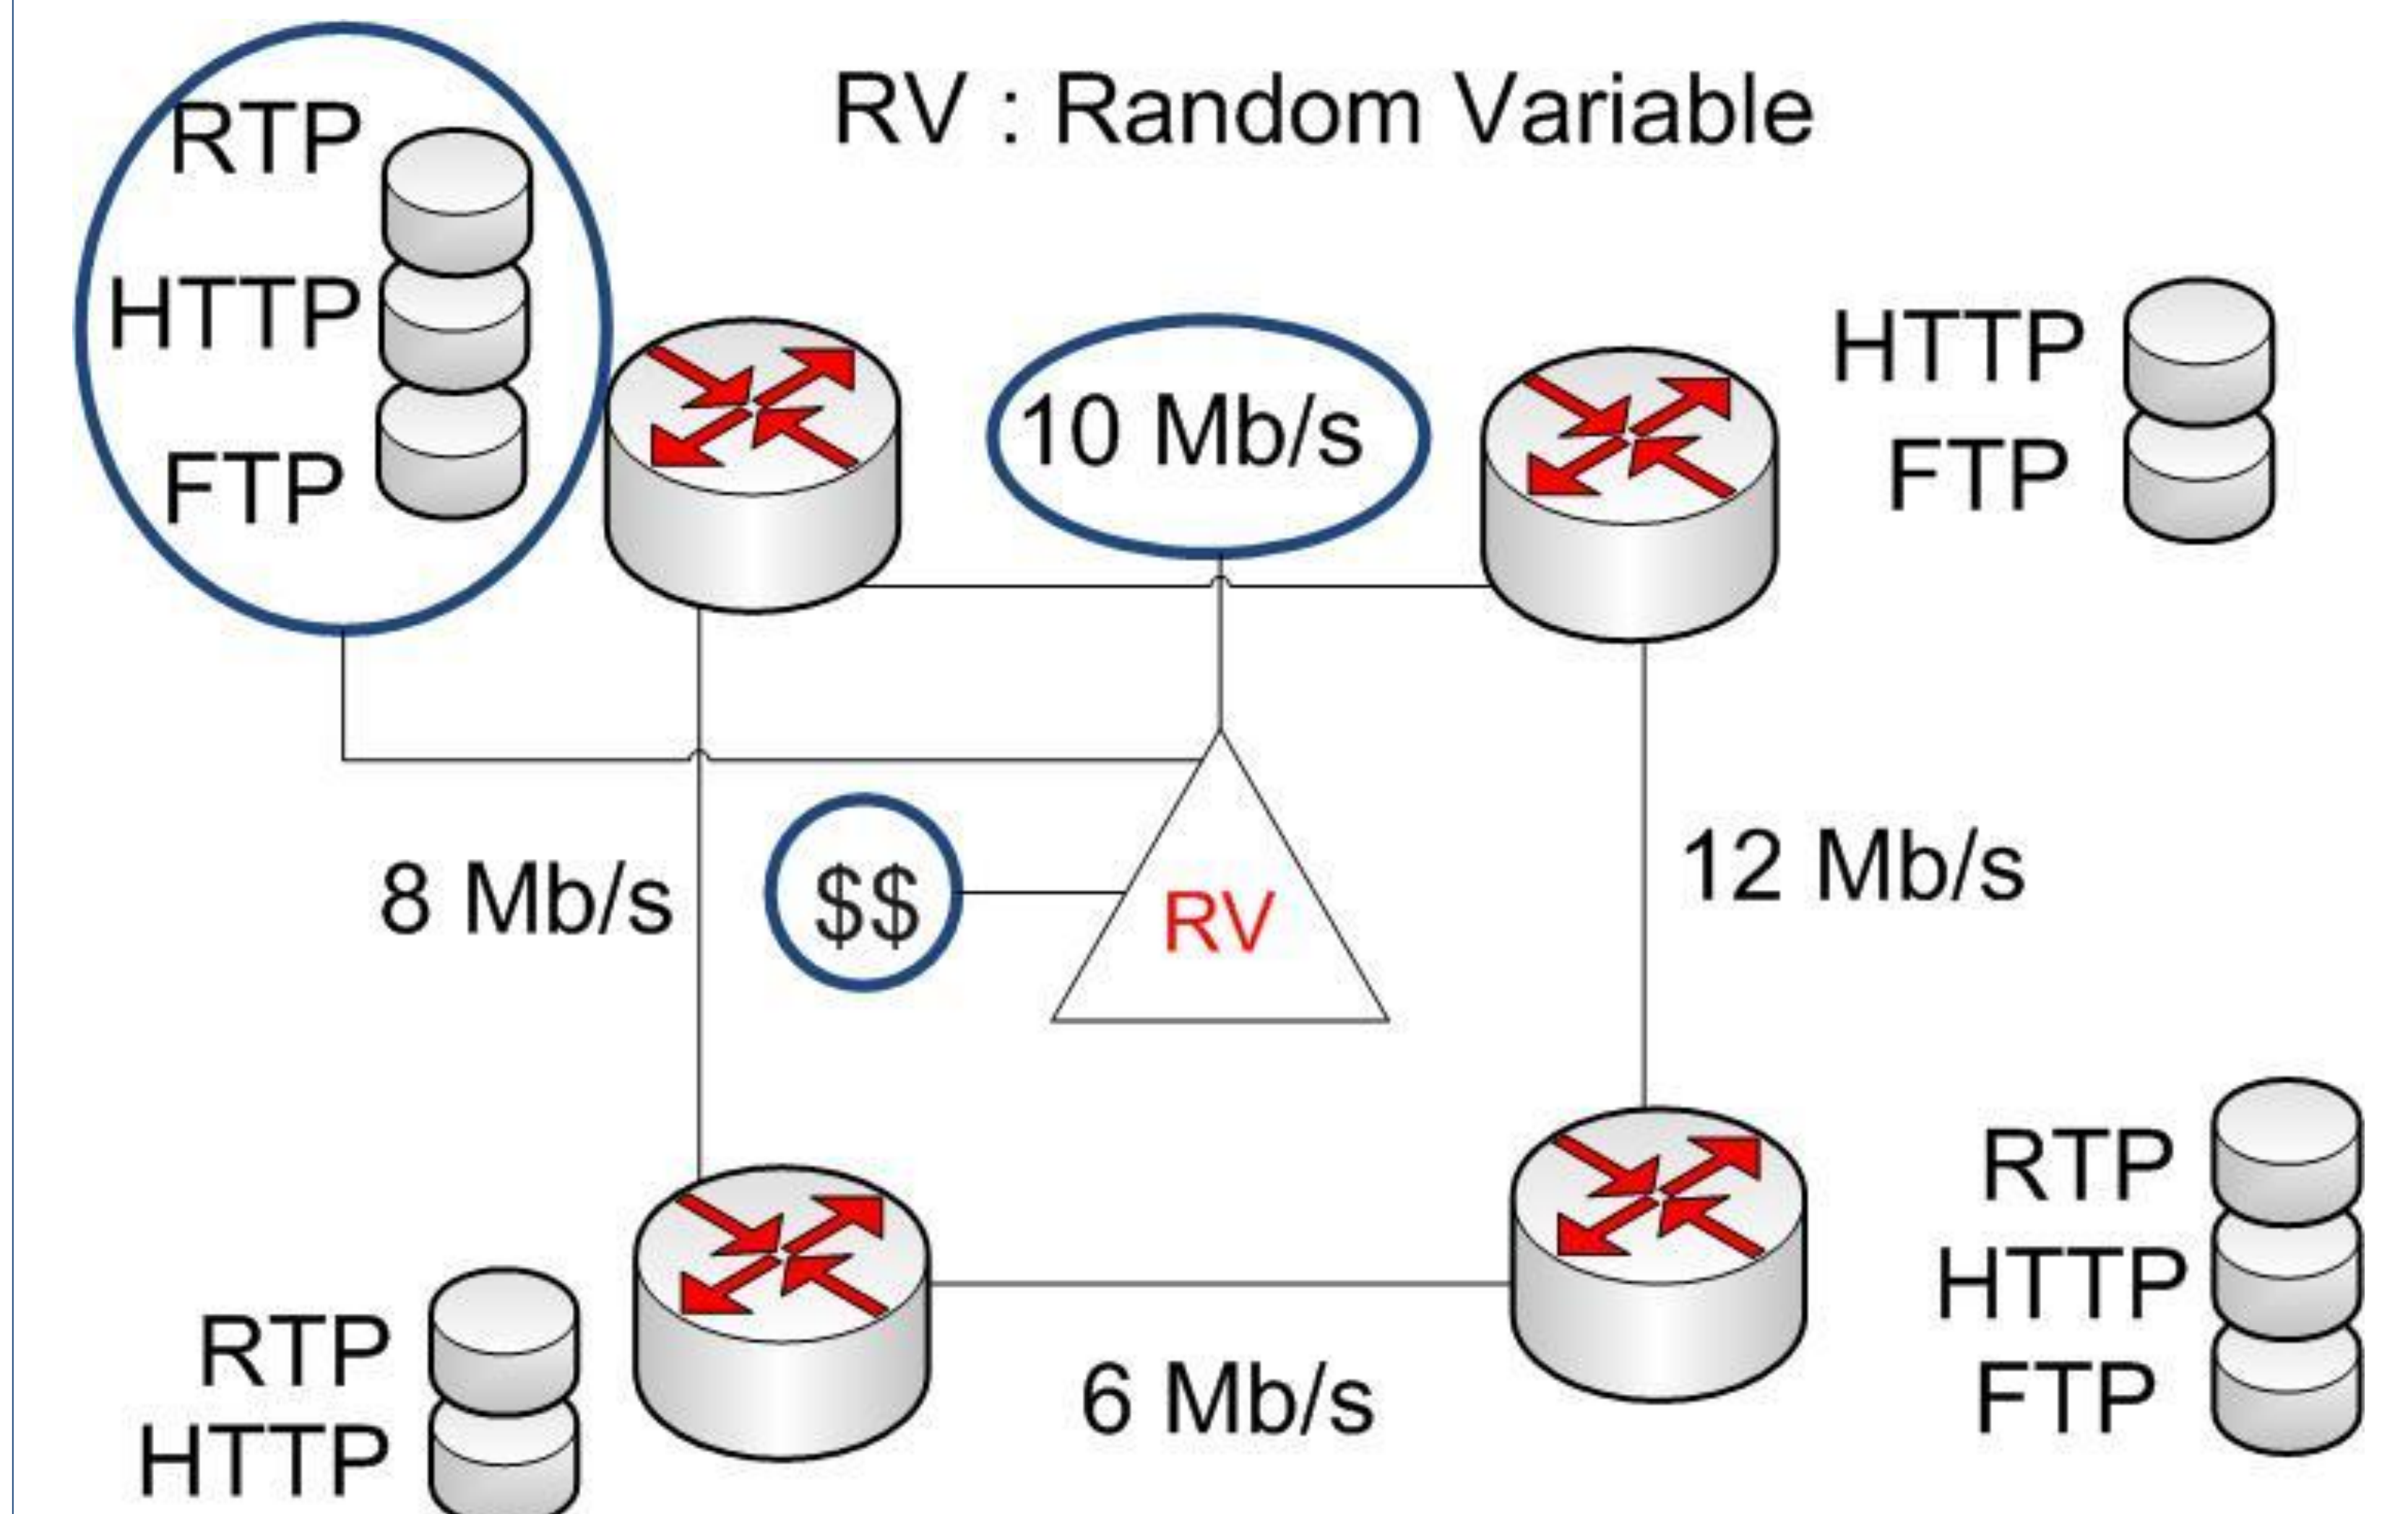 RTP
RV : Random Variable
HTTP
FTP
10 Mb/s
HTTP
FTP
8 Mb/s
$$
RV
12 Mb/s
RTP
HTTP
6 Mb/s
RTP
HTTP
FTP